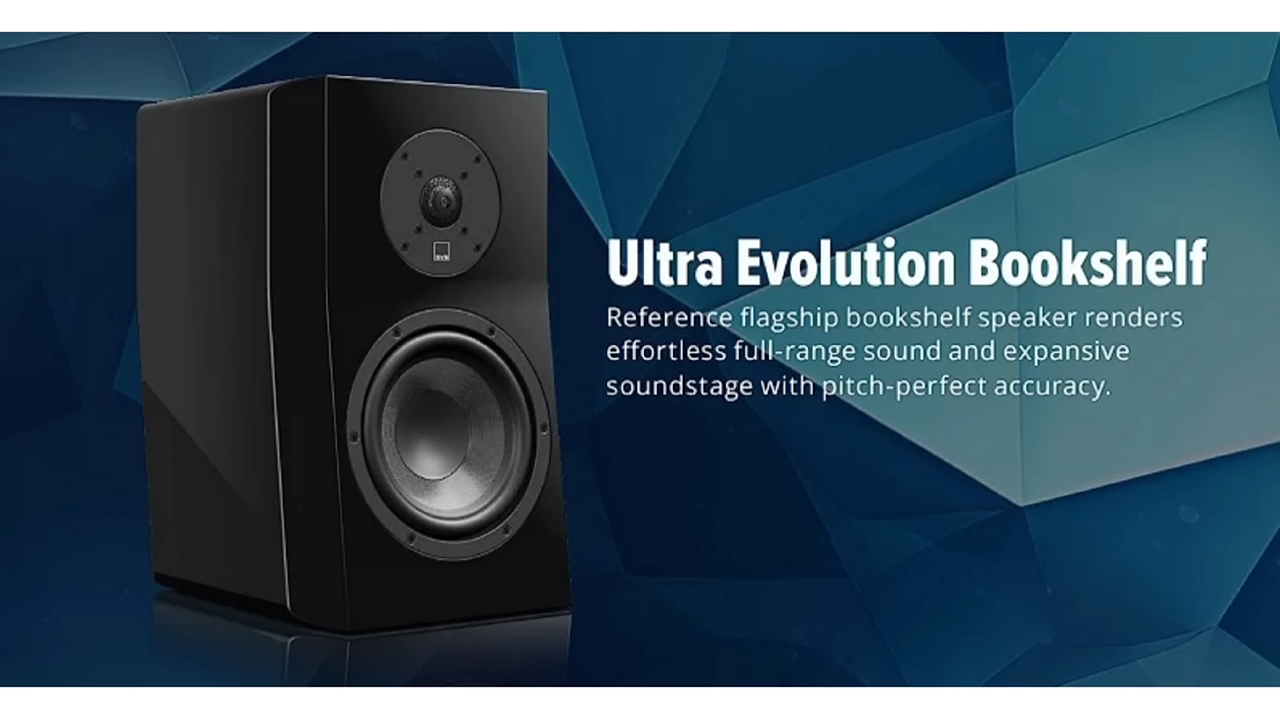 Ultra Evolution Bookshelf
Reference flagship bookshelf speaker renders
effortless full-range sound and expansive
soundstage with pitch-perfect accuracy.
SVS